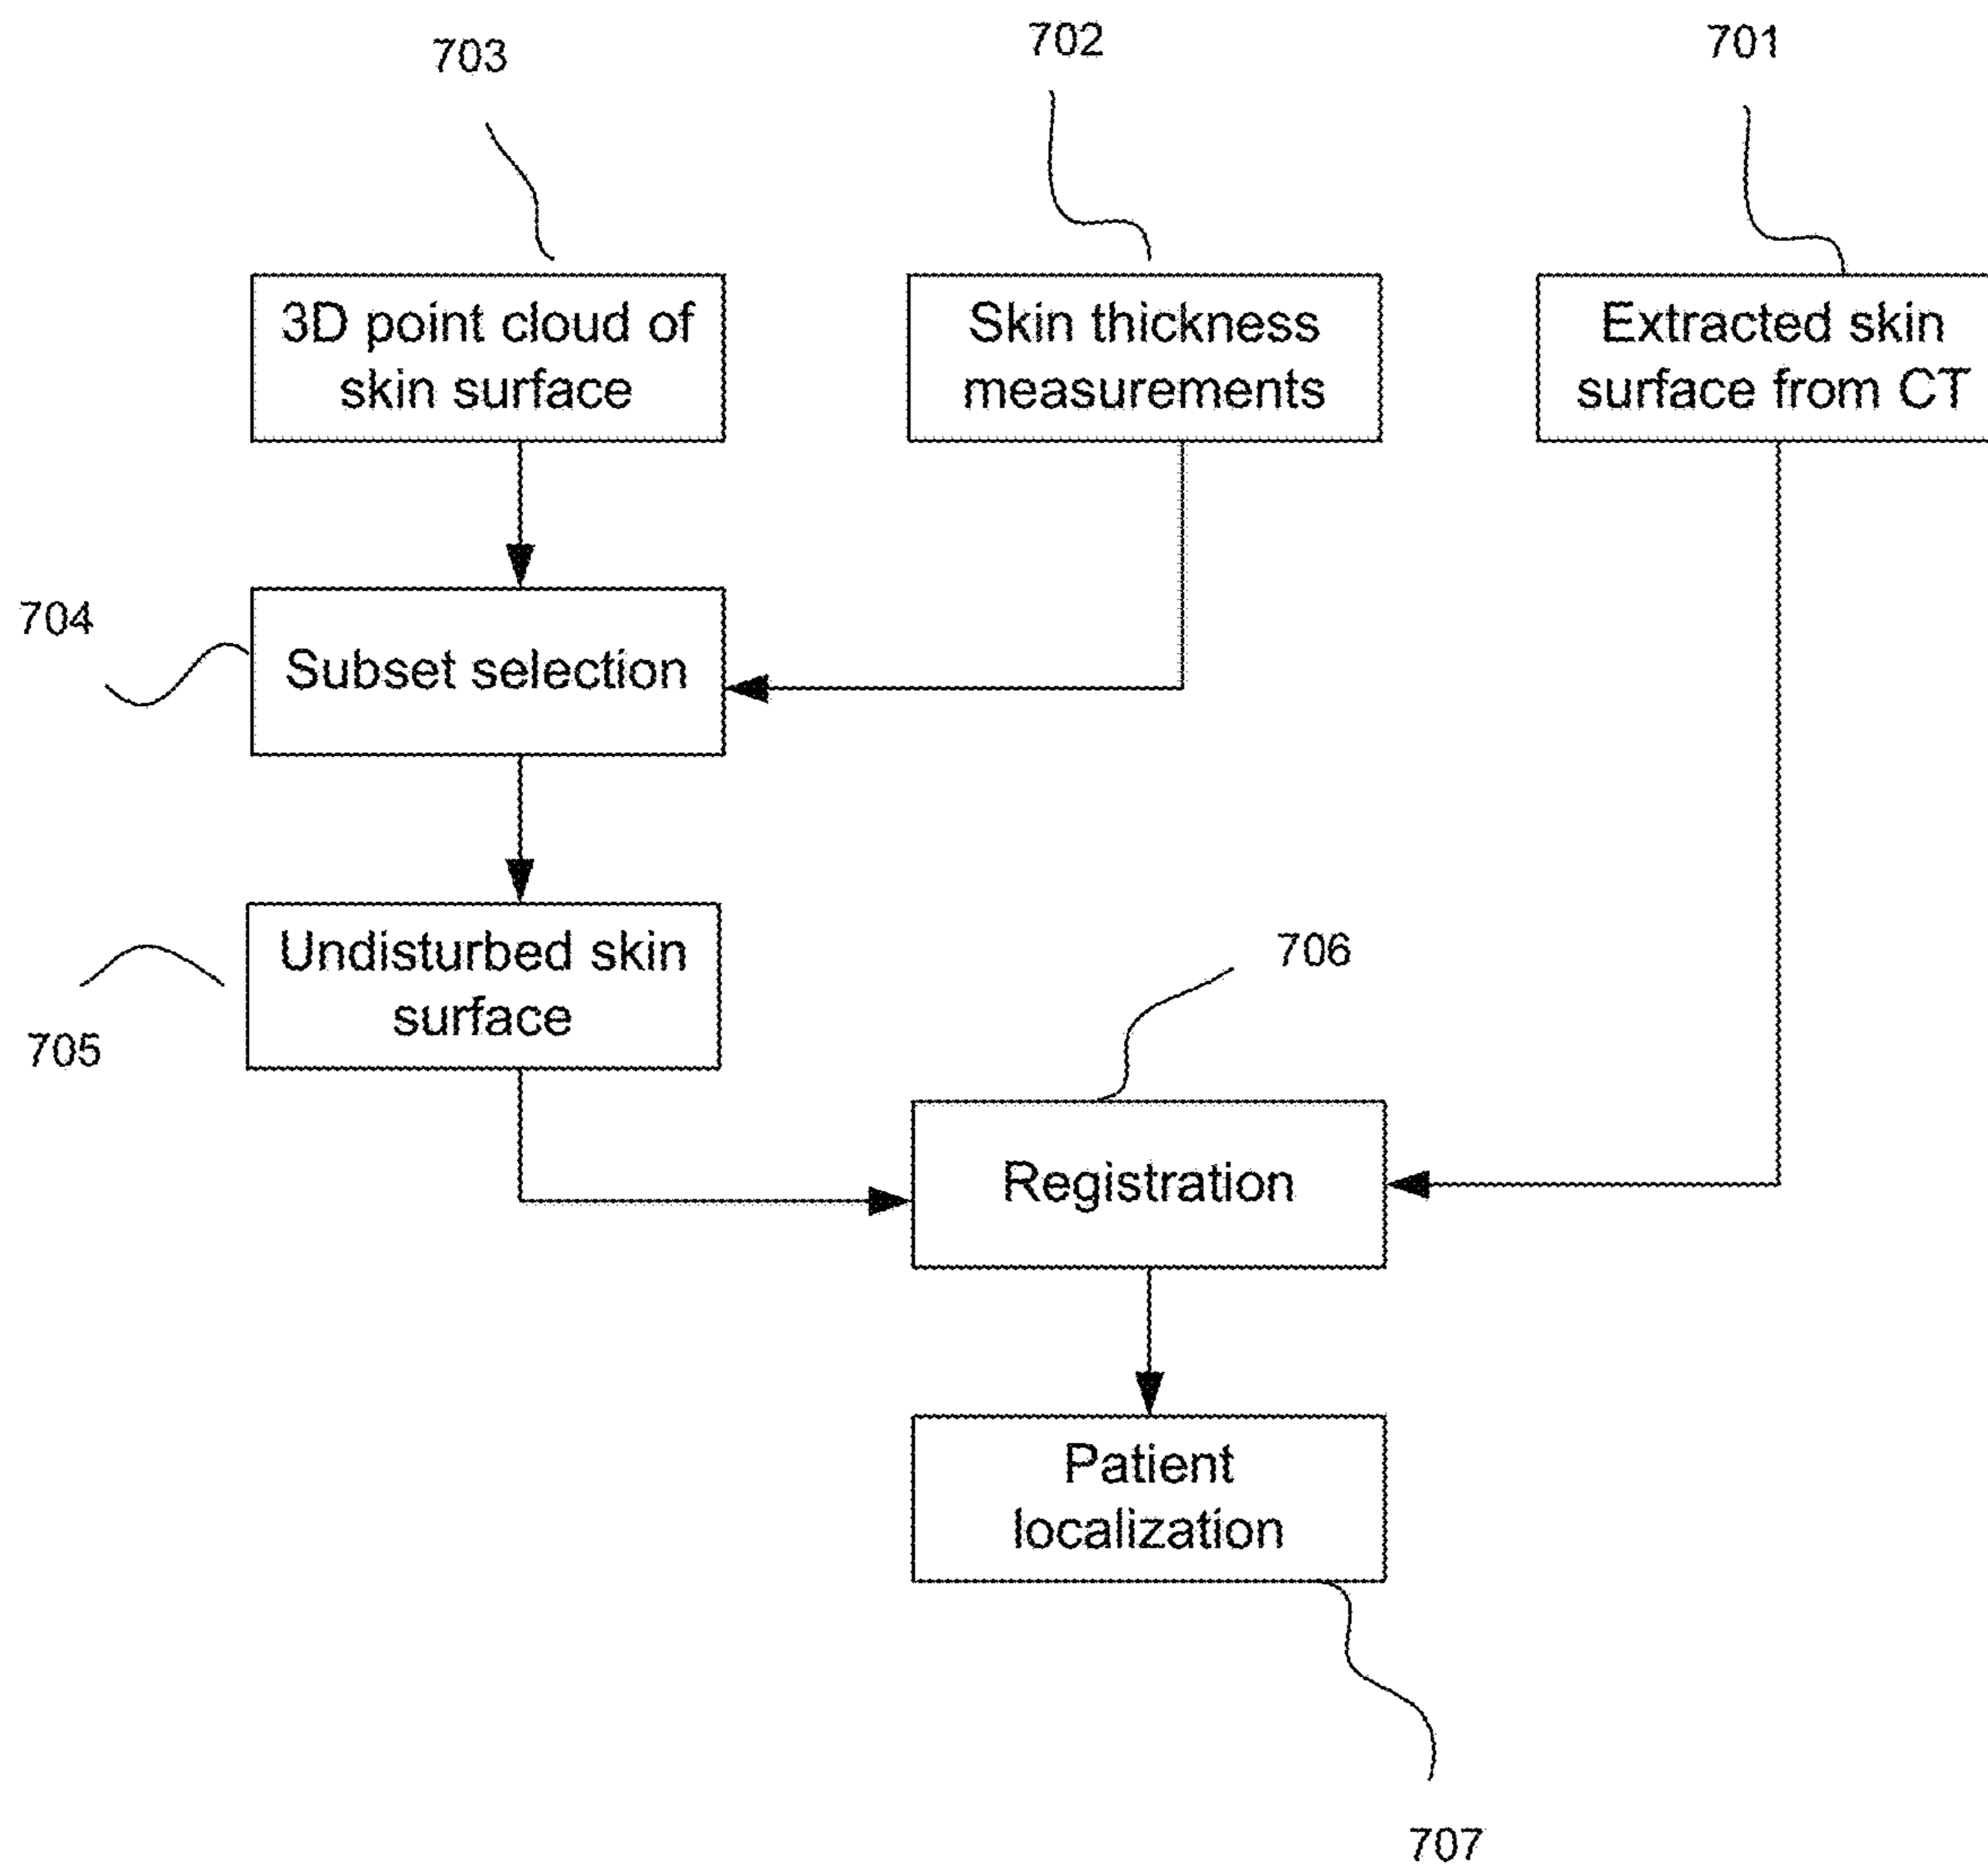 703
702
701
3D point cloud of
skin surface
Skin thickness
measurements
Extracted skin
surface from CT
704
Subset selection
Undisturbed skin
surface
705
706
Registration
Patient
localization
707